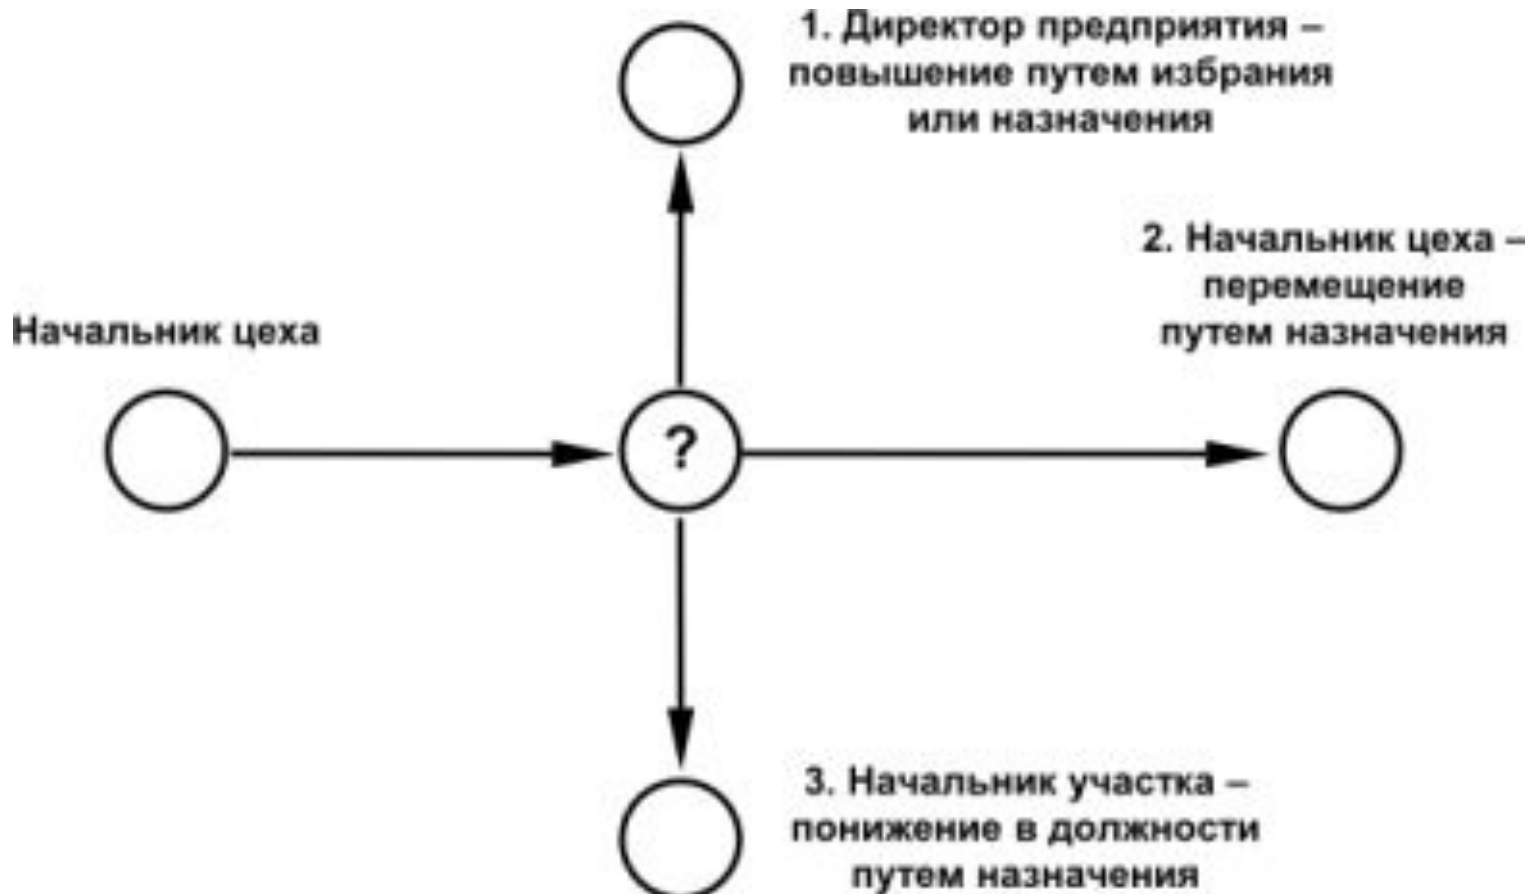 1. Директор предприятия –
повышение путем избрания
или назначения
2. Начальник цеха –
перемещение
путем назначения
Начальник цеха
?
3. Начальник участка –
понижение в должности
путем назначения